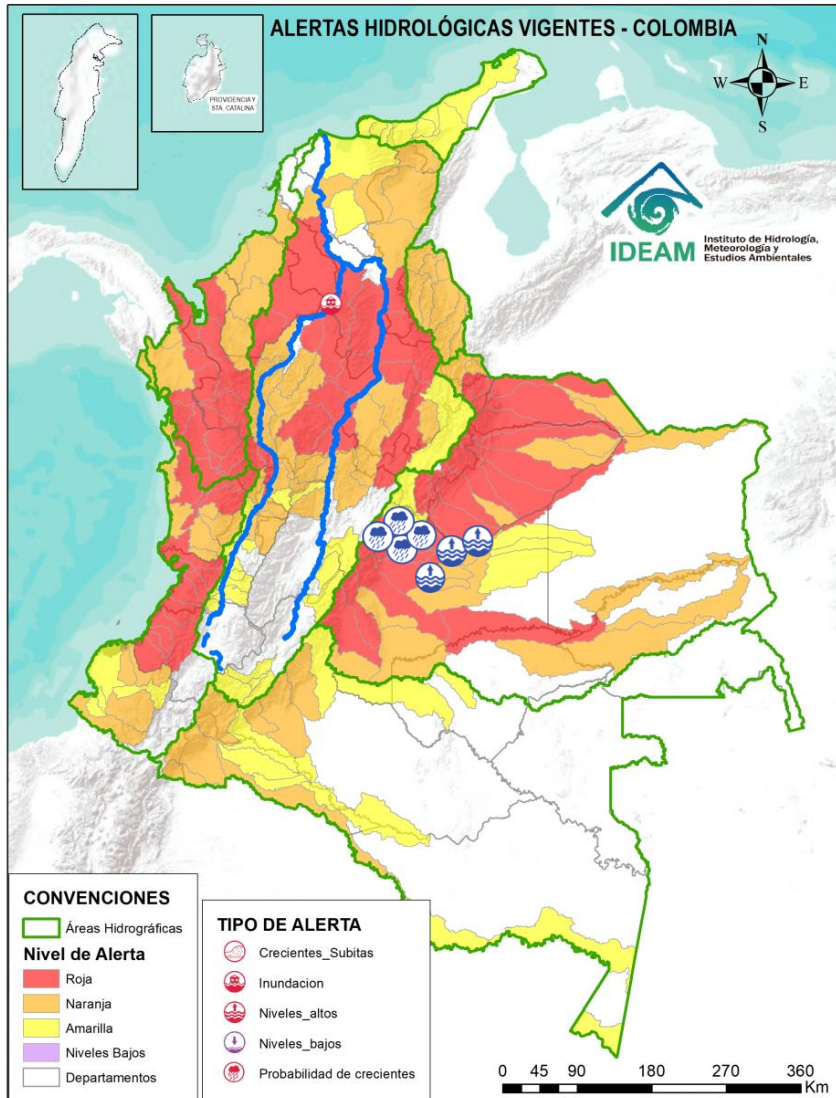 ALERTAS HIDROLÓGICAS VIGENTES - COLOMBIA
PROVIDENCIA Y
STA. CATALINA
N
W
E
S
IDEAM
Instituto de Hidrología,
Meteorología y
Estudios Ambientales
CONVENCIONES
Áreas Hidrográficas
Nivel de Alerta
Roja
Naranja
Amarilla
Niveles Bajos
Departamentos
TIPO DE ALERTA
Crecientes_Subitas
Inundacion
Niveles_altos
Niveles_bajos
Probabilidad de crecientes
0 45 90 180 270 360
Km